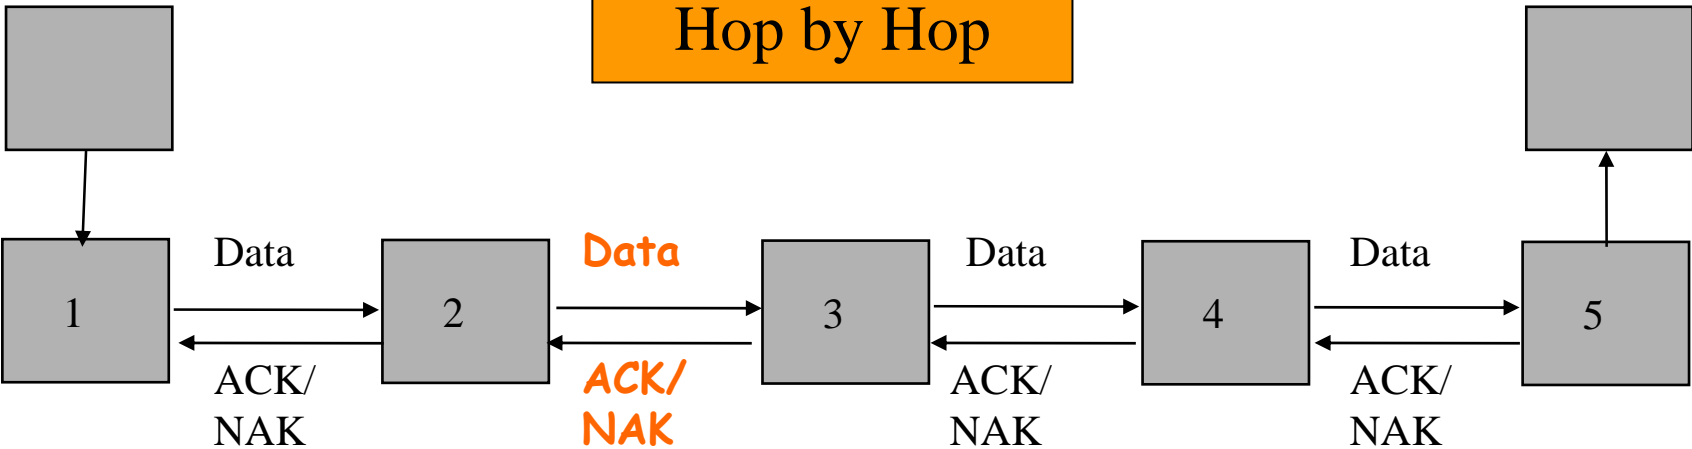 Hop by Hop
Data
Data
Data
Data
1
2
3
4
5
ACK/
NAK
ACK/
NAK
ACK/
NAK
ACK/
NAK